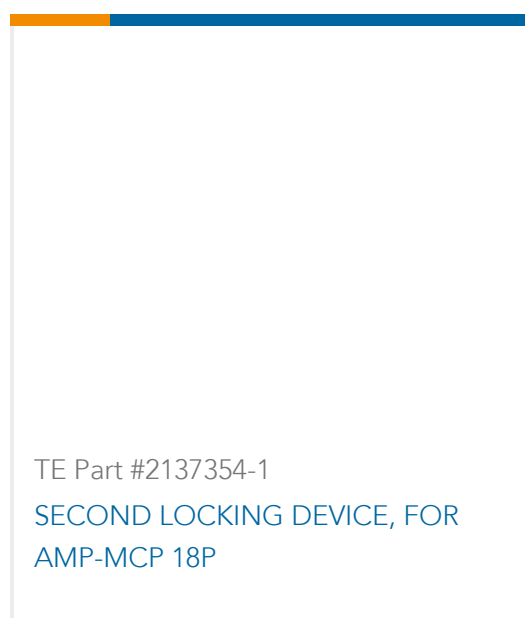 TE Part #2137354-1
SECOND LOCKING DEVICE, FOR
AMP-MCP 18P